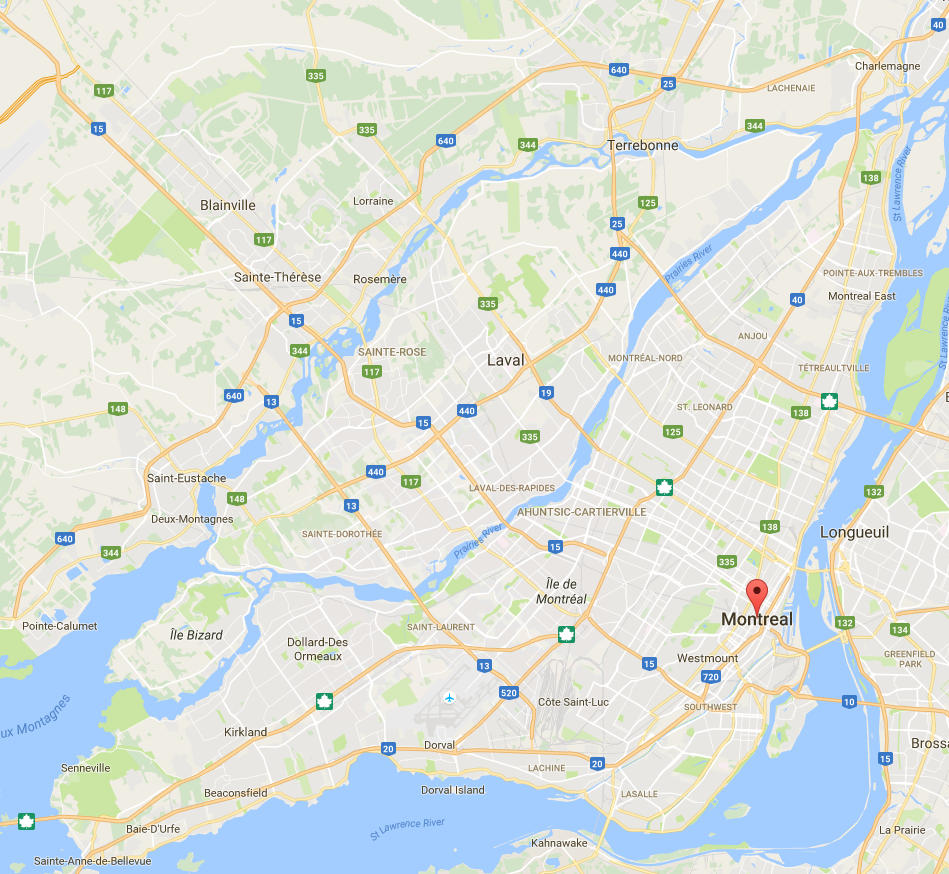 40
Charlemagne
640
335
25
117
LACHENAIE
15
344
335
640
344
Terrebonne
St Lawrence River
138
Lorraine
125
Blainville
25
117
440
Prairies River
POINTE-AUX-TREMBLES
Sainte-Thérèse
Rosemère
440
Montreal East
40
335
15
St Lawrence R
ANJOU
344
SAINTE-ROSE
Laval
MONTRÉAL-NORD
117
TÉTREAULTVILLE
19
640
13
148
440
ST. LEONARD
138
15
335
125
440
Saint-Eustache
117
LAVAL-DES-RAPIDES
132
148
13
AHUNTSIC-CARTIERVILLE
Deux-Montagnes
138
SAINTE-DOROTHÉE
Longueuil
640
344
Prairies River
15
335
Île de
Montréal
Pointe-Calumet
Île Bizard
SAINT-LAURENT
Montreal
132
134
Dollard-Des
Ormeaux
GREENFIELD
PARK
Westmount
13
15
720
520
ux Montagnes
Côte Saint-Luc
SOUTHWEST
10
Kirkland
Dorval
20
Bross
15
Senneville
20
LACHINE
Beaconsfield
Dorval Island
LASALLE
Baie-D'Urfe
St Lawrence River
La Prairie
Kahnawake
Sainte-Anne-de-Bellevue